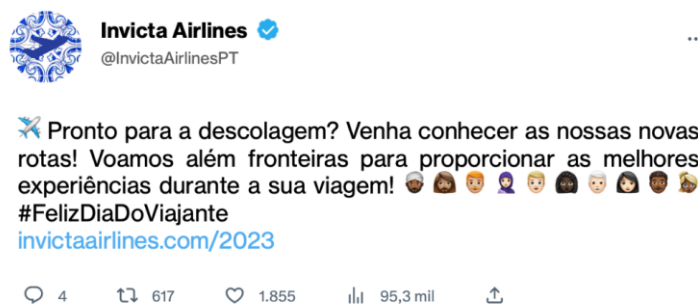 Invicta Airlines
@InvictaAirlinesPT
✈️ Pronto para a descolagem? Venha conhecer as nossas novas
rotas! Voamos além fronteiras para proporcionar as melhores
experiências durante a sua viagem!
#FelizDiaDoViajante
invictaairlines.com/2023
4 617 1.855 95,3 mil